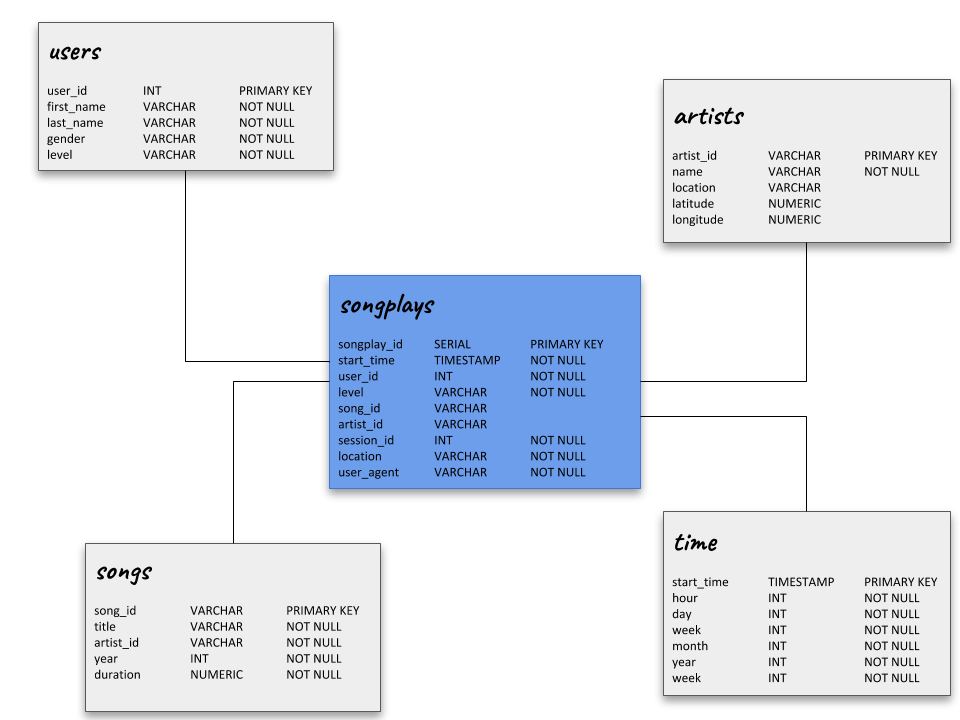 users
user_id INT PRIMARY KEY
first_name VARCHAR NOT NULL
last_name VARCHAR NOT NULL
gender VARCHAR NOT NULL
level VARCHAR NOT NULL
artists
artist_id VARCHAR PRIMARY KEY
name VARCHAR NOT NULL
location VARCHAR
latitude NUMERIC
longitude NUMERIC
songplays
songplay_id SERIAL PRIMARY KEY
start_time TIMESTAMP NOT NULL
user_id INT NOT NULL
level VARCHAR NOT NULL
song_id VARCHAR
artist_id VARCHAR
session_id INT NOT NULL
location VARCHAR NOT NULL
user_agent VARCHAR NOT NULL
songs
song_id VARCHAR PRIMARY KEY
title VARCHAR NOT NULL
artist_id VARCHAR NOT NULL
year INT NOT NULL
duration NUMERIC NOT NULL
time
start_time TIMESTAMP PRIMARY KEY
hour INT NOT NULL
day INT NOT NULL
week INT NOT NULL
month INT NOT NULL
year INT NOT NULL
week INT NOT NULL